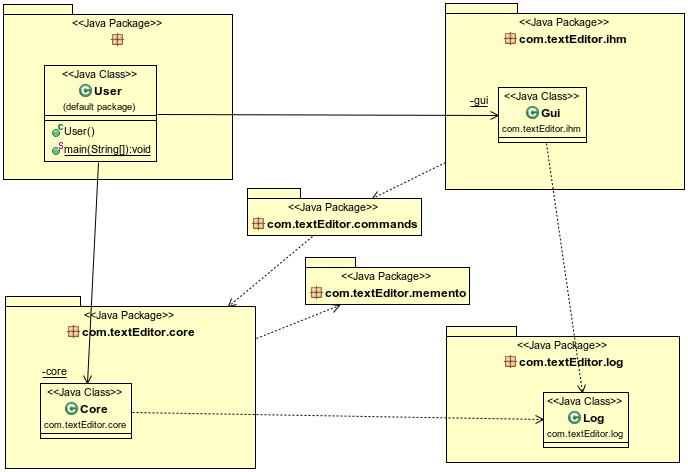 <<Java Package>>
<<Java Class>>
User
(default package)
User()
main(String[]):void
<<Java Package>>
com.textEditor.ihm
-gui
<<Java Class>>
Gui
com.textEditor.ihm
<<Java Package>>
com.textEditor.commands
<<Java Package>>
com.textEditor.memento
<<Java Package>>
com.textEditor.core
-core
<<Java Class>>
Core
com.textEditor.core
<<Java Package>>
com.textEditor.log
<<Java Class>>
Log
com.textEditor.log